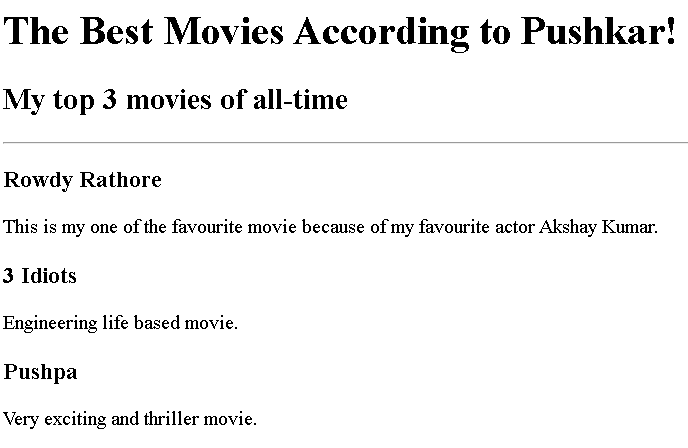 The Best Movies According to Pushkar!
My top 3 movies of all-time
Rowdy Rathore
This is my one of the favourite movie because of my favourite actor Akshay Kumar.
3 Idiots
Engineering life based movie.
Pushpa
Very exciting and thriller movie.